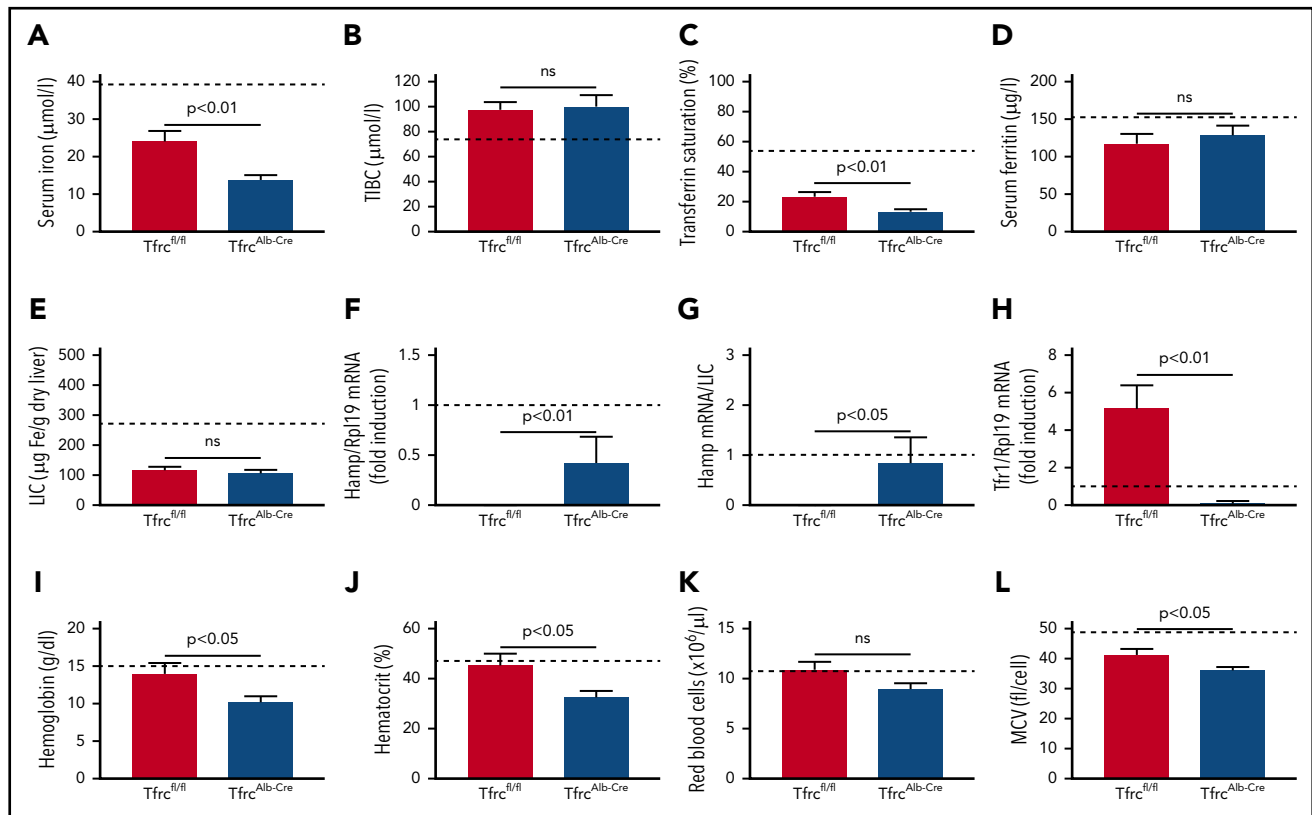 A
Serum iron (μmol/l)
40
30
20
10
0
p<0.01
Tfrc^fl/fl Tfrc^Alb-Cre
B
TIBC (μmol/l)
120
100
80
60
40
20
0
ns
Tfrc^fl/fl Tfrc^Alb-Cre
C
Transferrin saturation (%)
100
80
60
40
20
0
p<0.01
Tfrc^fl/fl Tfrc^Alb-Cre
D
Serum ferritin (μg/l)
200
150
100
50
0
ns
Tfrc^fl/fl Tfrc^Alb-Cre
E
LIC (μg Fe/g dry liver)
500
400
300
200
100
0
ns
Tfrc^fl/fl Tfrc^Alb-Cre
F
Hamp/Rpl19 mRNA
(fold induction)
1.5
1
0.5
0
p<0.01
Tfrc^fl/fl Tfrc^Alb-Cre
G
Hamp mRNA/LIC
3
2
1
0
p<0.05
Tfrc^fl/fl Tfrc^Alb-Cre
H
Tfr1/Rpl19 mRNA
(fold induction)
8
6
4
2
0
p<0.01
Tfrc^fl/fl Tfrc^Alb-Cre
I
Hemoglobin (g/dl)
20
15
10
5
0
p<0.05
Tfrc^fl/fl Tfrc^Alb-Cre
J
Hematocrit (%)
60
40
20
0
p<0.05
Tfrc^fl/fl Tfrc^Alb-Cre
K
Red blood cells (x10^6/μl)
15
10
5
0
ns
Tfrc^fl/fl Tfrc^Alb-Cre
L
MCV (fl/cell)
50
40
30
20
10
0
p<0.05
Tfrc^fl/fl Tfrc^Alb-Cre